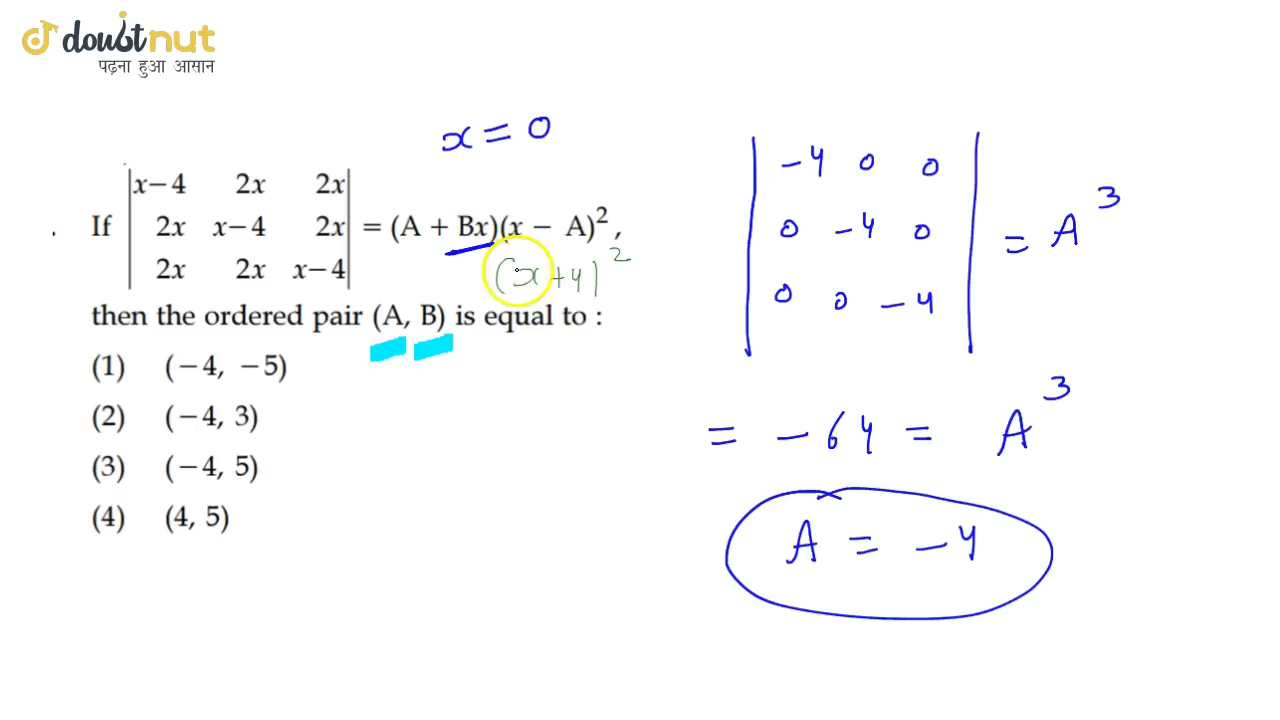 doubtnut
पढ़ना हुआ आसान
x = 0
If |x−4 2x 2x|
|2x x−4 2x| = (A + Bx)(x − A)²,
|2x 2x x−4|
(x+4)²
then the ordered pair (A, B) is equal to :
(1) (−4, −5)
(2) (−4, 3)
(3) (−4, 5)
(4) (4, 5)
|−4 0 0|
|0 −4 0| = A³
|0 0 −4|
= −64 = A³
A = −4